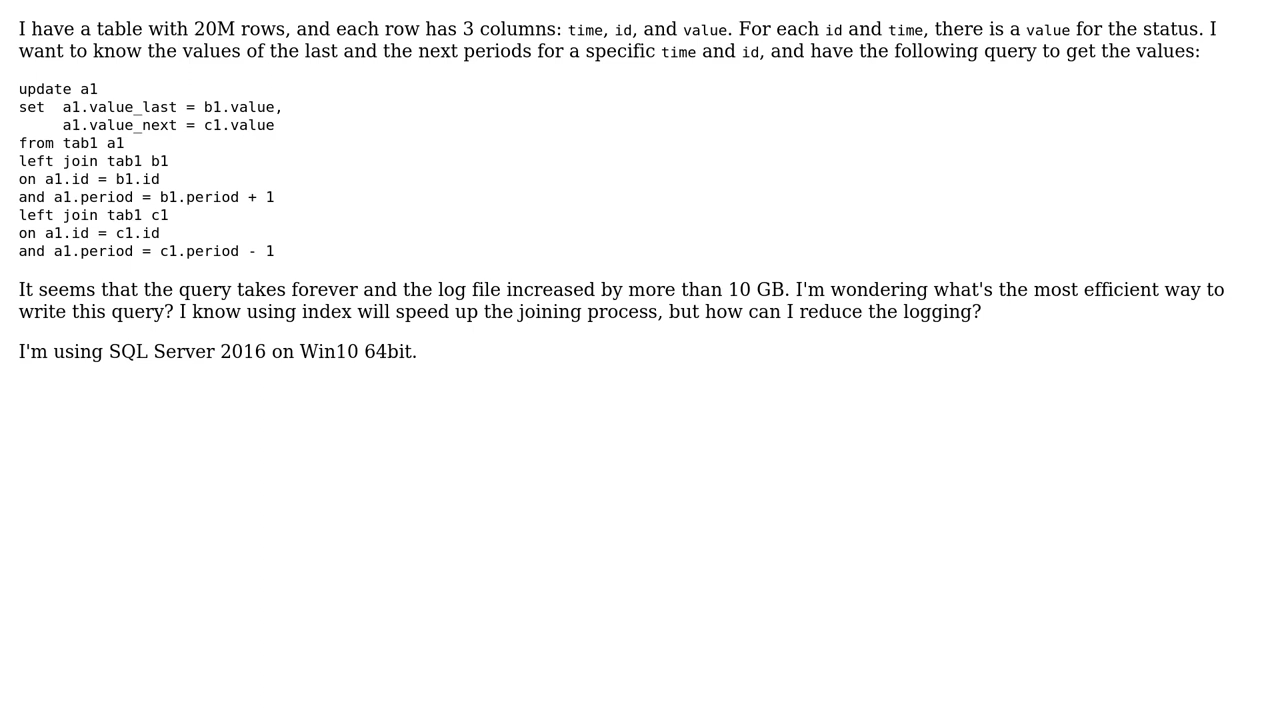 I have a table with 20M rows, and each row has 3 columns: time, id, and value. For each id and time, there is a value for the status. I
want to know the values of the last and the next periods for a specific time and id, and have the following query to get the values:
update a1
set  a1.value_last = b1.value,
     a1.value_next = c1.value
from tab1 a1
left join tab1 b1
on a1.id = b1.id
and a1.period = b1.period + 1
left join tab1 c1
on a1.id = c1.id
and a1.period = c1.period - 1
It seems that the query takes forever and the log file increased by more than 10 GB. I'm wondering what's the most efficient way to
write this query? I know using index will speed up the joining process, but how can I reduce the logging?
I'm using SQL Server 2016 on Win10 64bit.